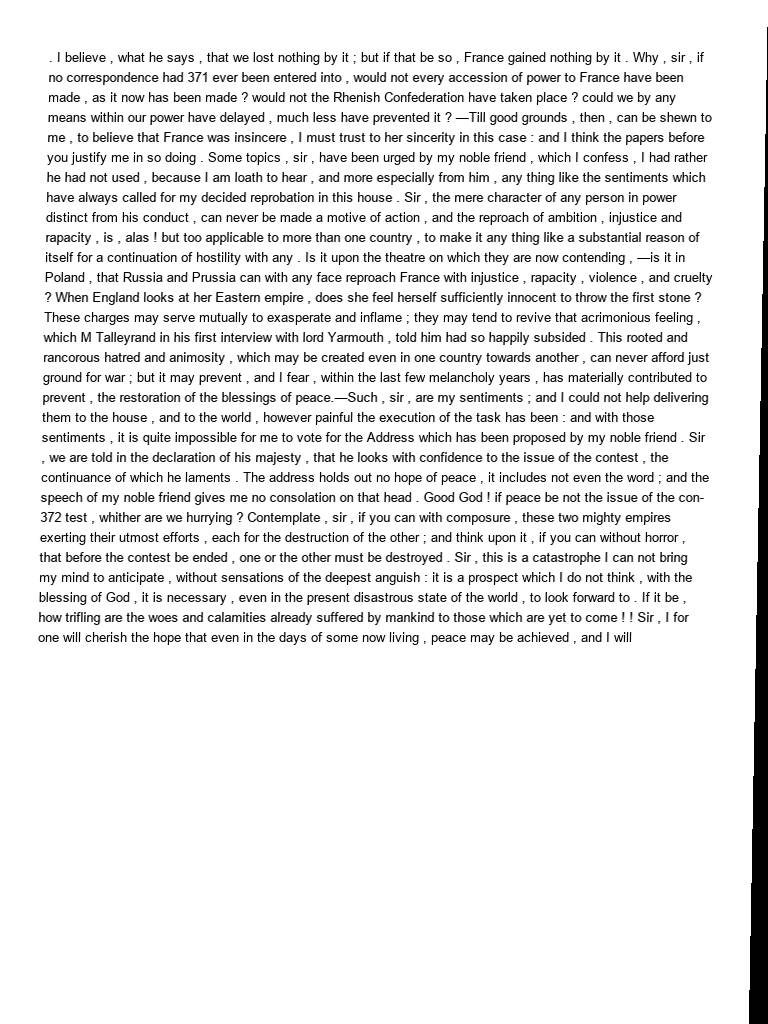 . I believe , what he says , that we lost nothing by it ; but if that be so , France gained nothing by it . Why , sir , if
no correspondence had 371 ever been entered into , would not every accession of power to France have been
made , as it now has been made ? would not the Rhenish Confederation have taken place ? could we by any
means within our power have delayed , much less have prevented it ? —Till good grounds , then , can be shewn to
me , to believe that France was insincere , I must trust to her sincerity in this case : and I think the papers before
you justify me in so doing . Some topics , sir , have been urged by my noble friend , which I confess , I had rather
he had not used , because I am loath to hear , and more especially from him , any thing like the sentiments which
have always called for my decided reprobation in this house . Sir , the mere character of any person in power
distinct from his conduct , can never be made a motive of action , and the reproach of ambition , injustice and
rapacity , is , alas ! but too applicable to more than one country , to make it any thing like a substantial reason of
itself for a continuation of hostility with any . Is it upon the theatre on which they are now contending , —is it in
Poland , that Russia and Prussia can with any face reproach France with injustice , rapacity , violence , and cruelty
? When England looks at her Eastern empire , does she feel herself sufficiently innocent to throw the first stone ?
These charges may serve mutually to exasperate and inflame ; they may tend to revive that acrimonious feeling ,
which M Talleyrand in his first interview with lord Yarmouth , told him had so happily subsided . This rooted and
rancorous hatred and animosity , which may be created even in one country towards another , can never afford just
ground for war ; but it may prevent , and I fear , within the last few melancholy years , has materially contributed to
prevent , the restoration of the blessings of peace.—Such , sir , are my sentiments ; and I could not help delivering
them to the house , and to the world , however painful the execution of the task has been : and with those
sentiments , it is quite impossible for me to vote for the Address which has been proposed by my noble friend . Sir
, we are told in the declaration of his majesty , that he looks with confidence to the issue of the contest , the
continuance of which he laments . The address holds out no hope of peace , it includes not even the word ; and the
speech of my noble friend gives me no consolation on that head . Good God ! if peace be not the issue of the con-
372 test , whither are we hurrying ? Contemplate , sir , if you can with composure , these two mighty empires
exerting their utmost efforts , each for the destruction of the other ; and think upon it , if you can without horror ,
that before the contest be ended , one or the other must be destroyed . Sir , this is a catastrophe I can not bring
my mind to anticipate , without sensations of the deepest anguish : it is a prospect which I do not think , with the
blessing of God , it is necessary , even in the present disastrous state of the world , to look forward to . If it be ,
how trifling are the woes and calamities already suffered by mankind to those which are yet to come ! ! Sir , I for
one will cherish the hope that even in the days of some now living , peace may be achieved , and I will